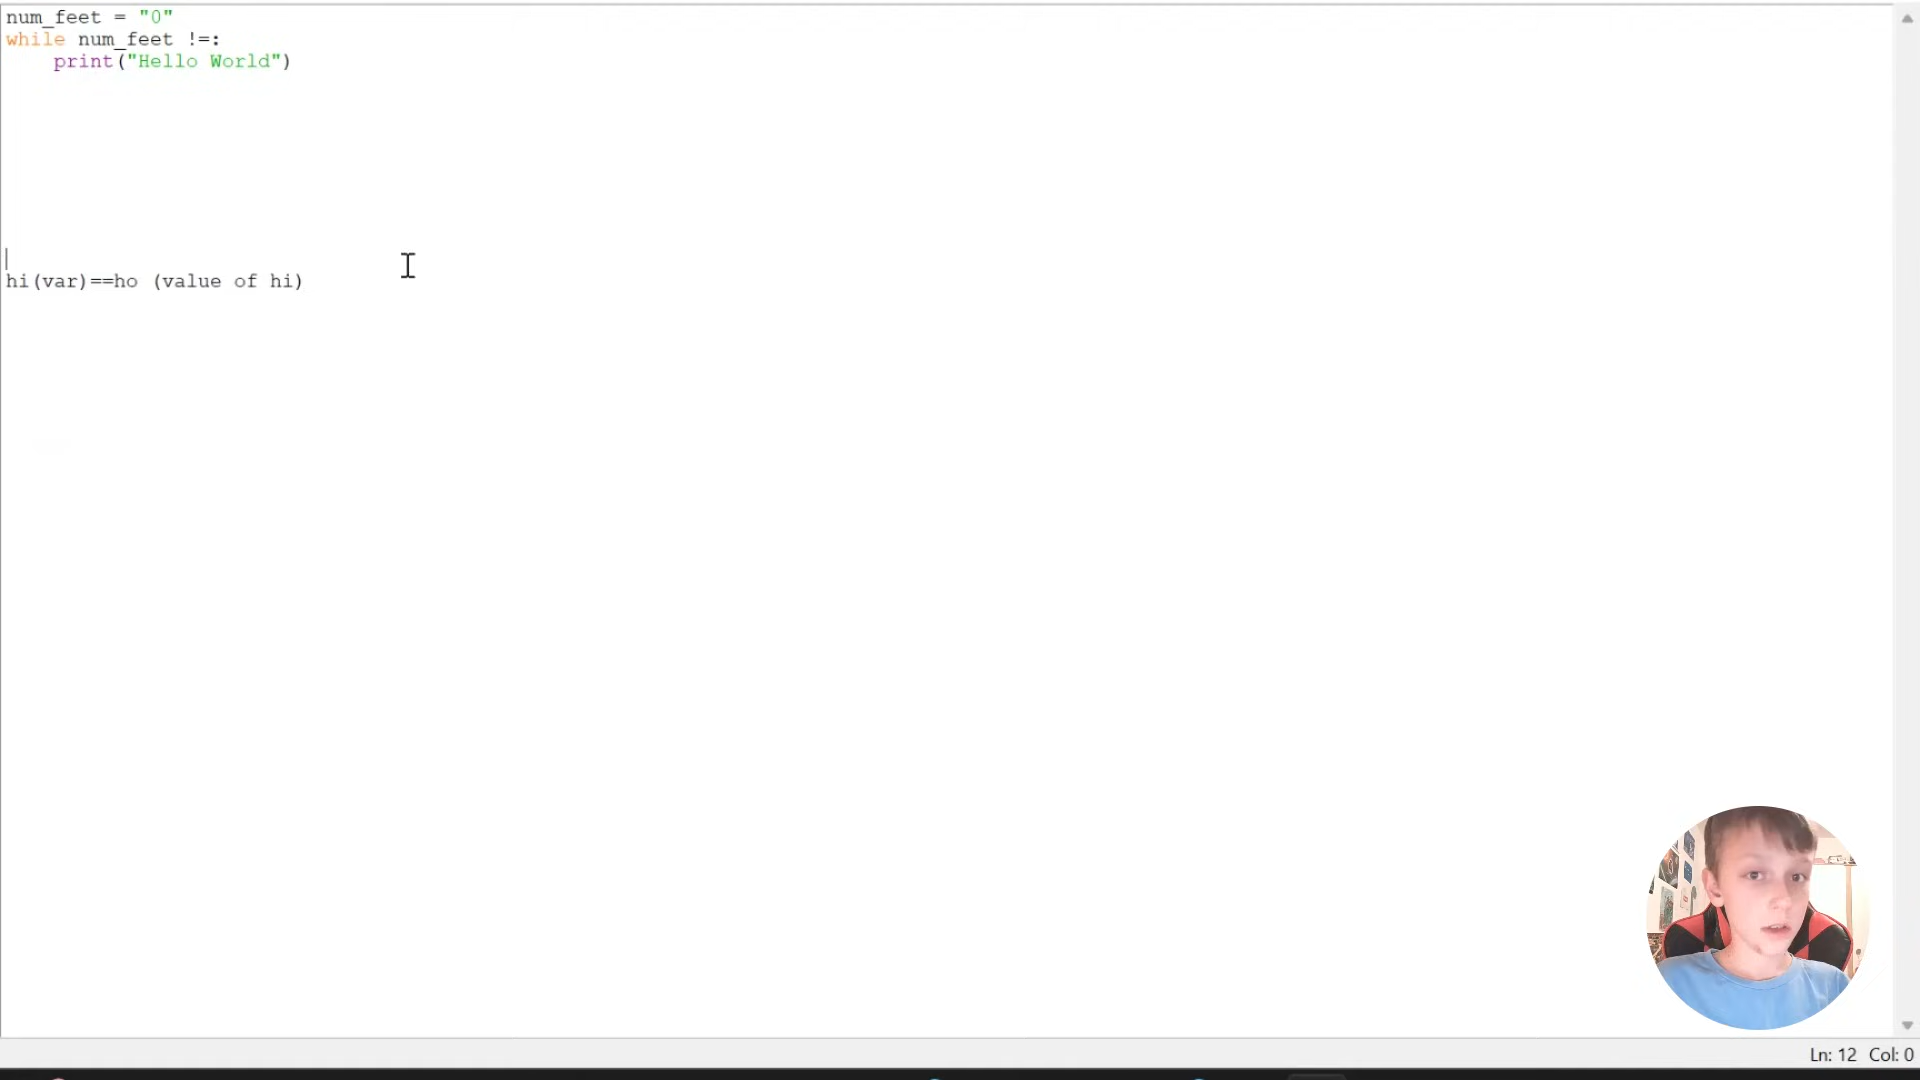 num_feet = "0"
while num_feet !=:
    print("Hello World")
hi(var)==ho (value of hi)
Ln: 12 Col: 0